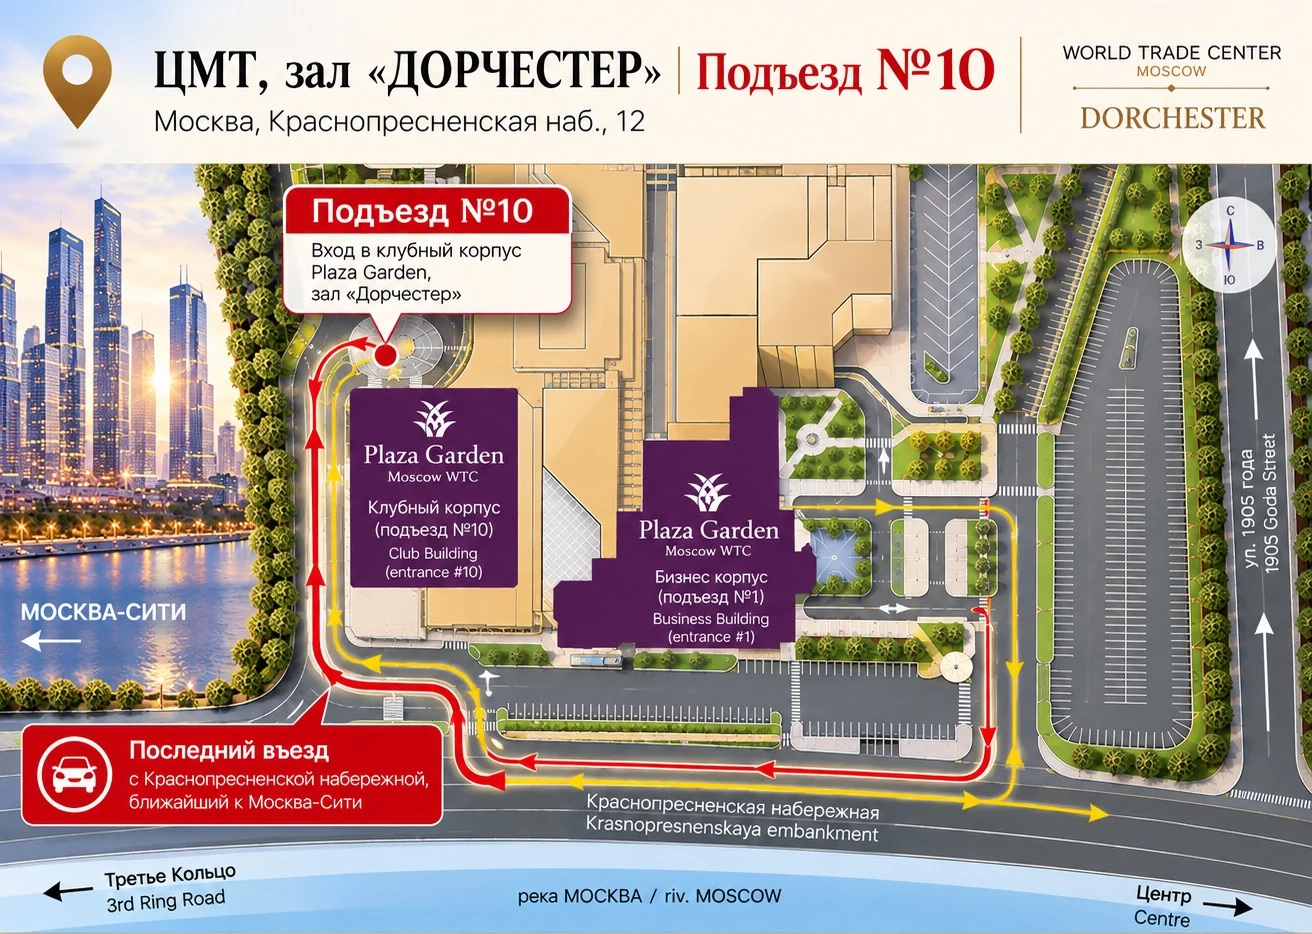 ЦМТ, зал «ДОРЧЕСТЕР» | Подъезд №10
Москва, Краснопресненская наб., 12
WORLD TRADE CENTER
MOSCOW
DORCHESTER
Подъезд №10
Вход в клубный корпус
Plaza Garden,
зал «Дорчестер»
С
З
В
Ю
Plaza Garden
Moscow WTC
Клубный корпус
(подъезд №10)
Club Building
(entrance #10)
Plaza Garden
Moscow WTC
Бизнес корпус
(подъезд №1)
Business Building
(entrance #1)
ул. 1905 года
1905 Goda Street
МОСКВА-СИТИ
Последний въезд
с Краснопресненской набережной,
ближайший к Москва-Сити
Краснопресненская набережная
Krasnopresnenskaya embankment
Третье Кольцо
3rd Ring Road
река МОСКВА / riv. MOSCOW
Центр
Centre